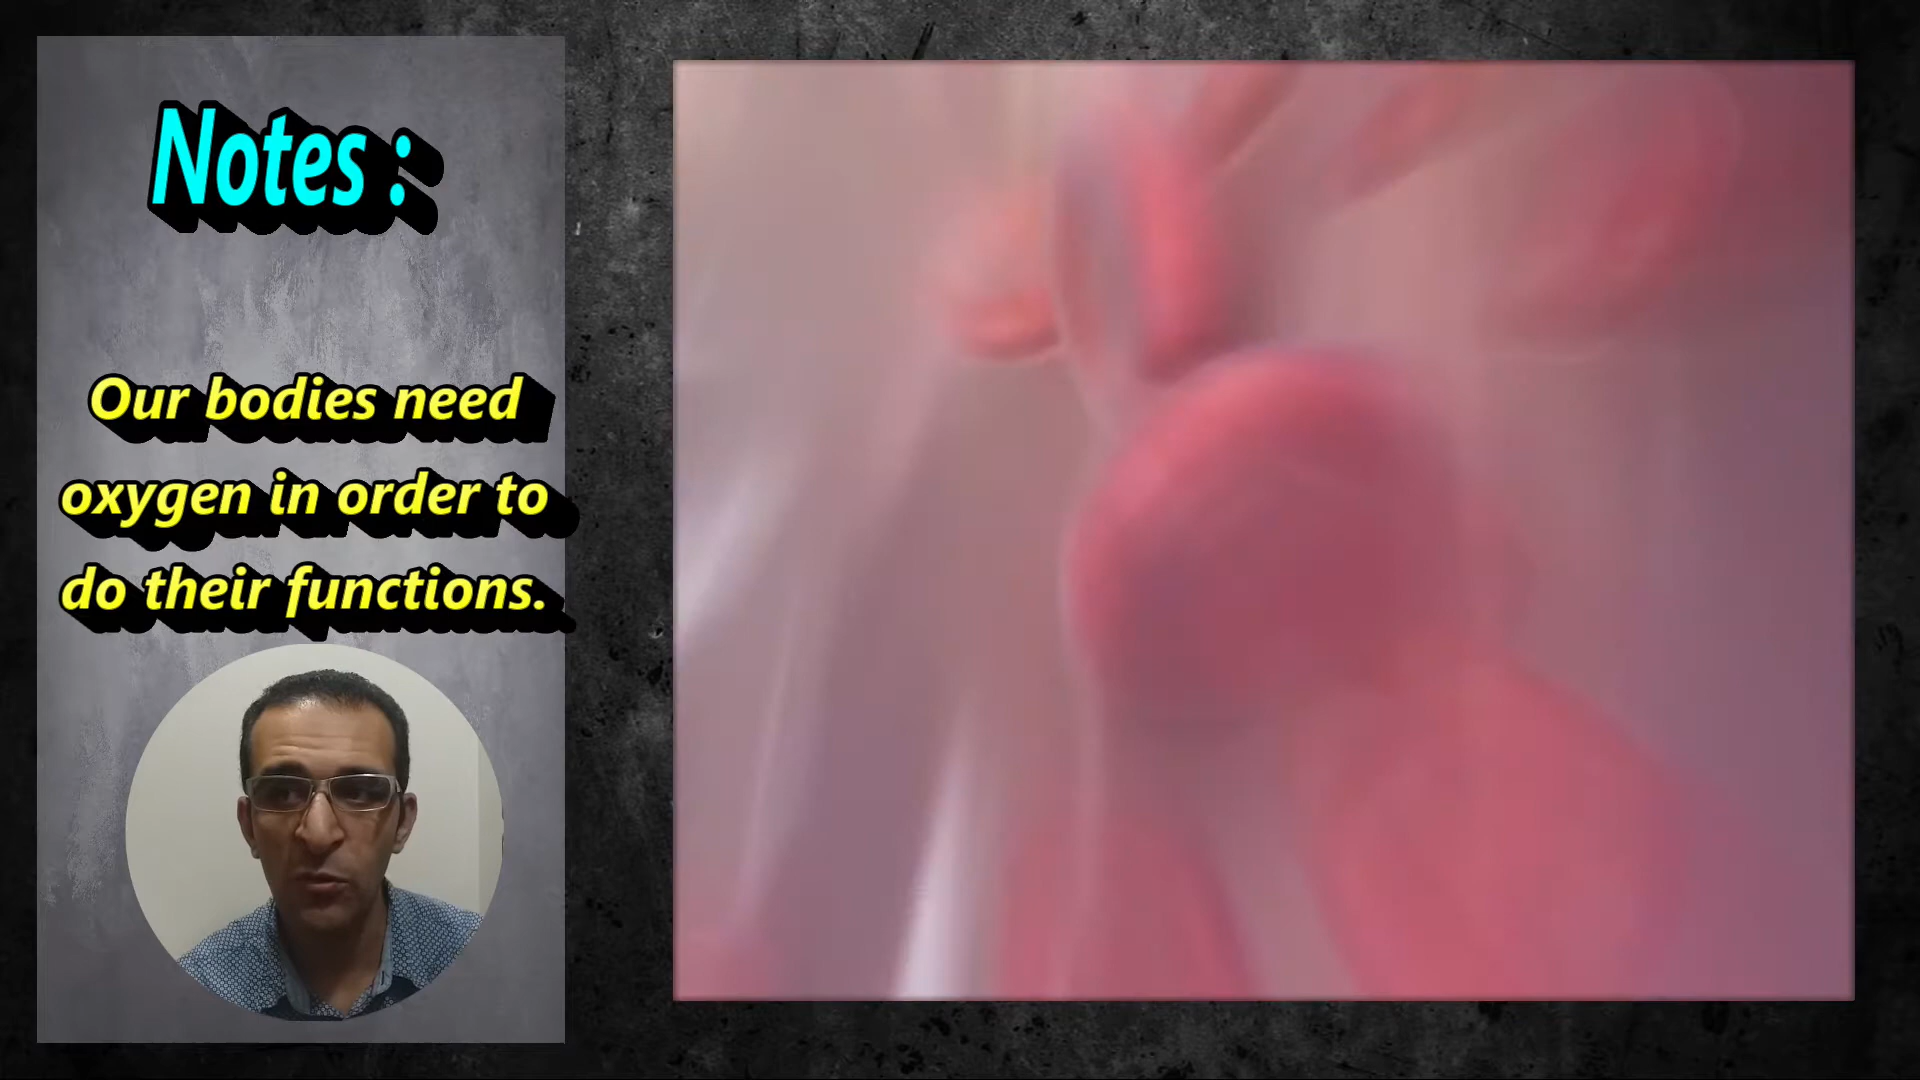 Notes :
Our bodies need
oxygen in order to
do their functions.